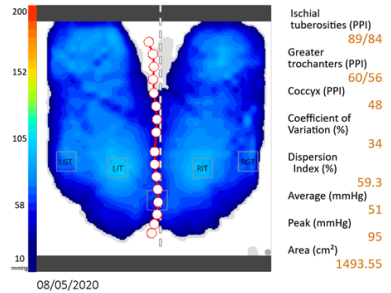 200
152
105
58
10
mmHg
LGT
LIT
RIT
RGT
08/05/2020
Ischial
tuberosities (PPI)
89/84
Greater
trochanters (PPI)
60/56
Coccyx (PPI)
48
Coefficient of
Variation (%)
34
Dispersion
Index (%)
59.3
Average (mmHg)
51
Peak (mmHg)
95
Area (cm²)
1493.55